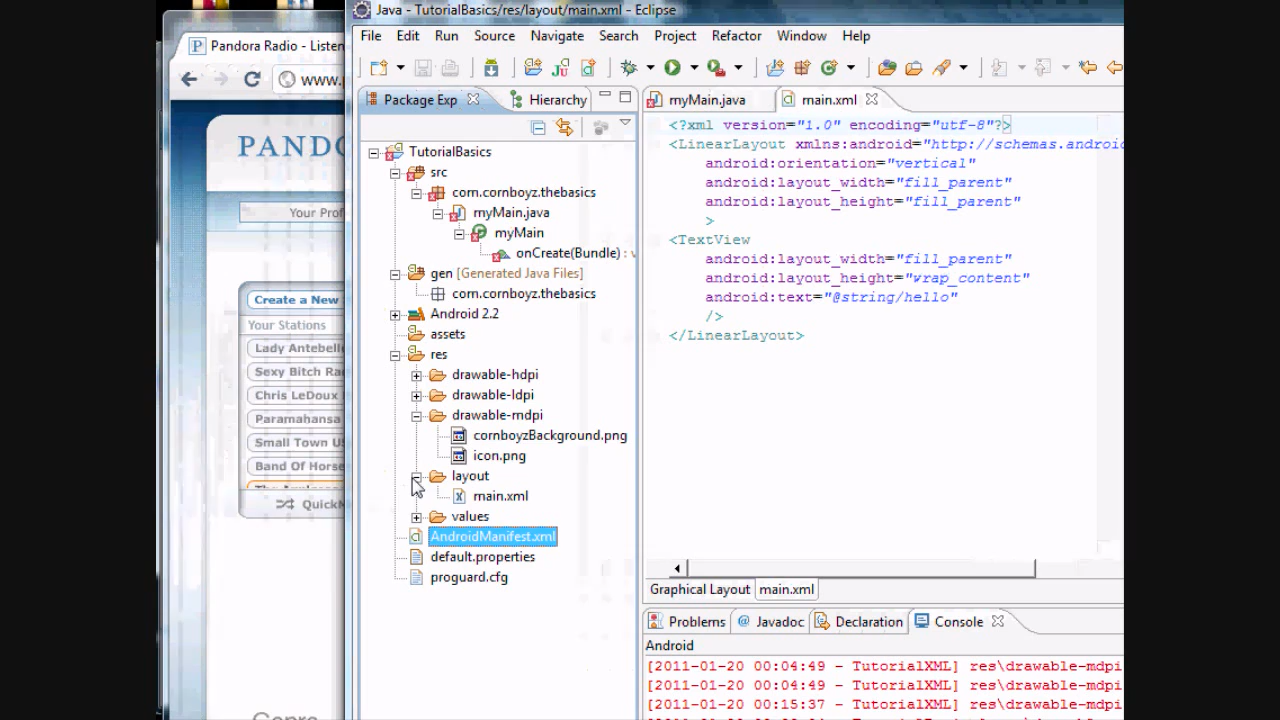 Java - TutorialBasics/res/layout/main.xml - Eclipse
Pandora Radio - Listen
File Edit Run Source Navigate Search Project Refactor Window Help
www.
PANDO
Package Exp Hierarchy
myMain.java main.xml
TutorialBasics
src
com.cornboyz.thebasics
myMain.java
myMain
onCreate(Bundle) : v
gen [Generated Java Files]
com.cornboyz.thebasics
Android 2.2
assets
res
drawable-hdpi
drawable-ldpi
drawable-mdpi
cornboyzBackground.png
icon.png
layout
main.xml
values
AndroidManifest.xml
default.properties
proguard.cfg
<?xml version="1.0" encoding="utf-8"?>
<LinearLayout xmlns:android="http://schemas.androi
android:orientation="vertical"
android:layout_width="fill_parent"
android:layout_height="fill_parent"
>
<TextView
android:layout_width="fill_parent"
android:layout_height="wrap_content"
android:text="@string/hello"
/>
</LinearLayout>
Graphical Layout main.xml
Problems @ Javadoc Declaration Console
Android
[2011-01-20 00:04:49 - TutorialXML] res\drawable-mdpi
[2011-01-20 00:04:49 - TutorialXML] res\drawable-mdpi
[2011-01-20 00:15:37 - TutorialXML] res\drawable-mdpi
Your Prof
Create a New
Your Stations
Lady Antebell
Sexy Bitch Ra
Chris LeDoux
Paramahansa
Small Town US
Band Of Horse
QuickM
Genre